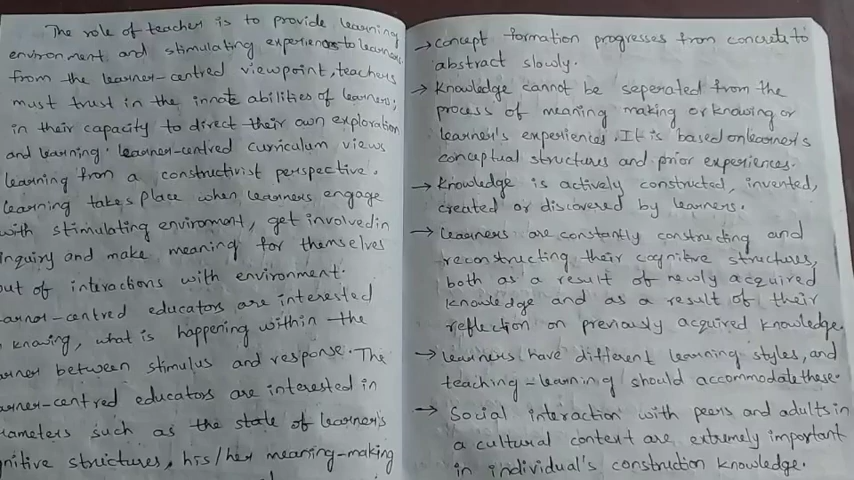 The role of teacher is to provide learning
environment and stimulating experiences to learners
from the learner-centred viewpoint, teachers
must trust in the innate abilities of learners,
in their capacity to direct their own exploration
and learning. learner-centred curriculum views
learning from a constructivist perspective.
learning takes place when learners engage
with stimulating enviroment, get involved in
inquiry and make meaning for themselves
out of interactions with environment.
arner-centred educators are interested
knowing, what is happening within the
arner between stimulus and response. The
arner-centred educators are interested in
rameters such as the state of learner's
nitive structures, his/her meaning-making
→ concept formation progresses from concrete to
abstract slowly.
→ Knowledge cannot be seperated from the
process of meaning making or knowing or
learner's experiences. It is based on learner's
conceptual structures and prior experiences.
→ Knowledge is actively constructed, invented,
created or discovered by learners.
→ Learners are constantly constructing and
reconstructing their cognitive structures,
both as a result of newly acquired
knowledge and as a result of their
reflection on previously acquired knowledge.
→ Learners have different learning styles, and
teaching-learning should accommodate these.
→ Social interaction with peers and adults in
a cultural context are extremely important
in individual's construction knowledge.